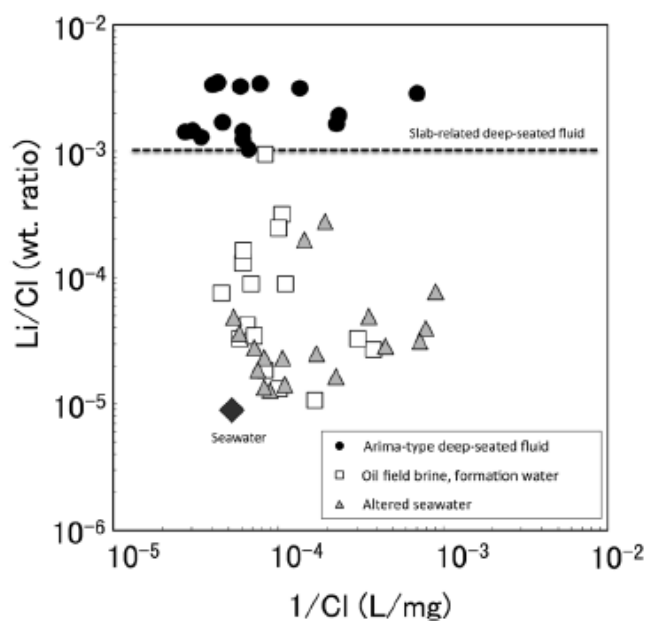 10⁻²
10⁻³
10⁻⁴
10⁻⁵
10⁻⁶
Li/Cl (wt. ratio)
Slab-related deep-seated fluid
Seawater
Arima-type deep-seated fluid
Oil field brine, formation water
Altered seawater
10⁻⁵ 10⁻⁴ 10⁻³ 10⁻²
1/Cl (L/mg)